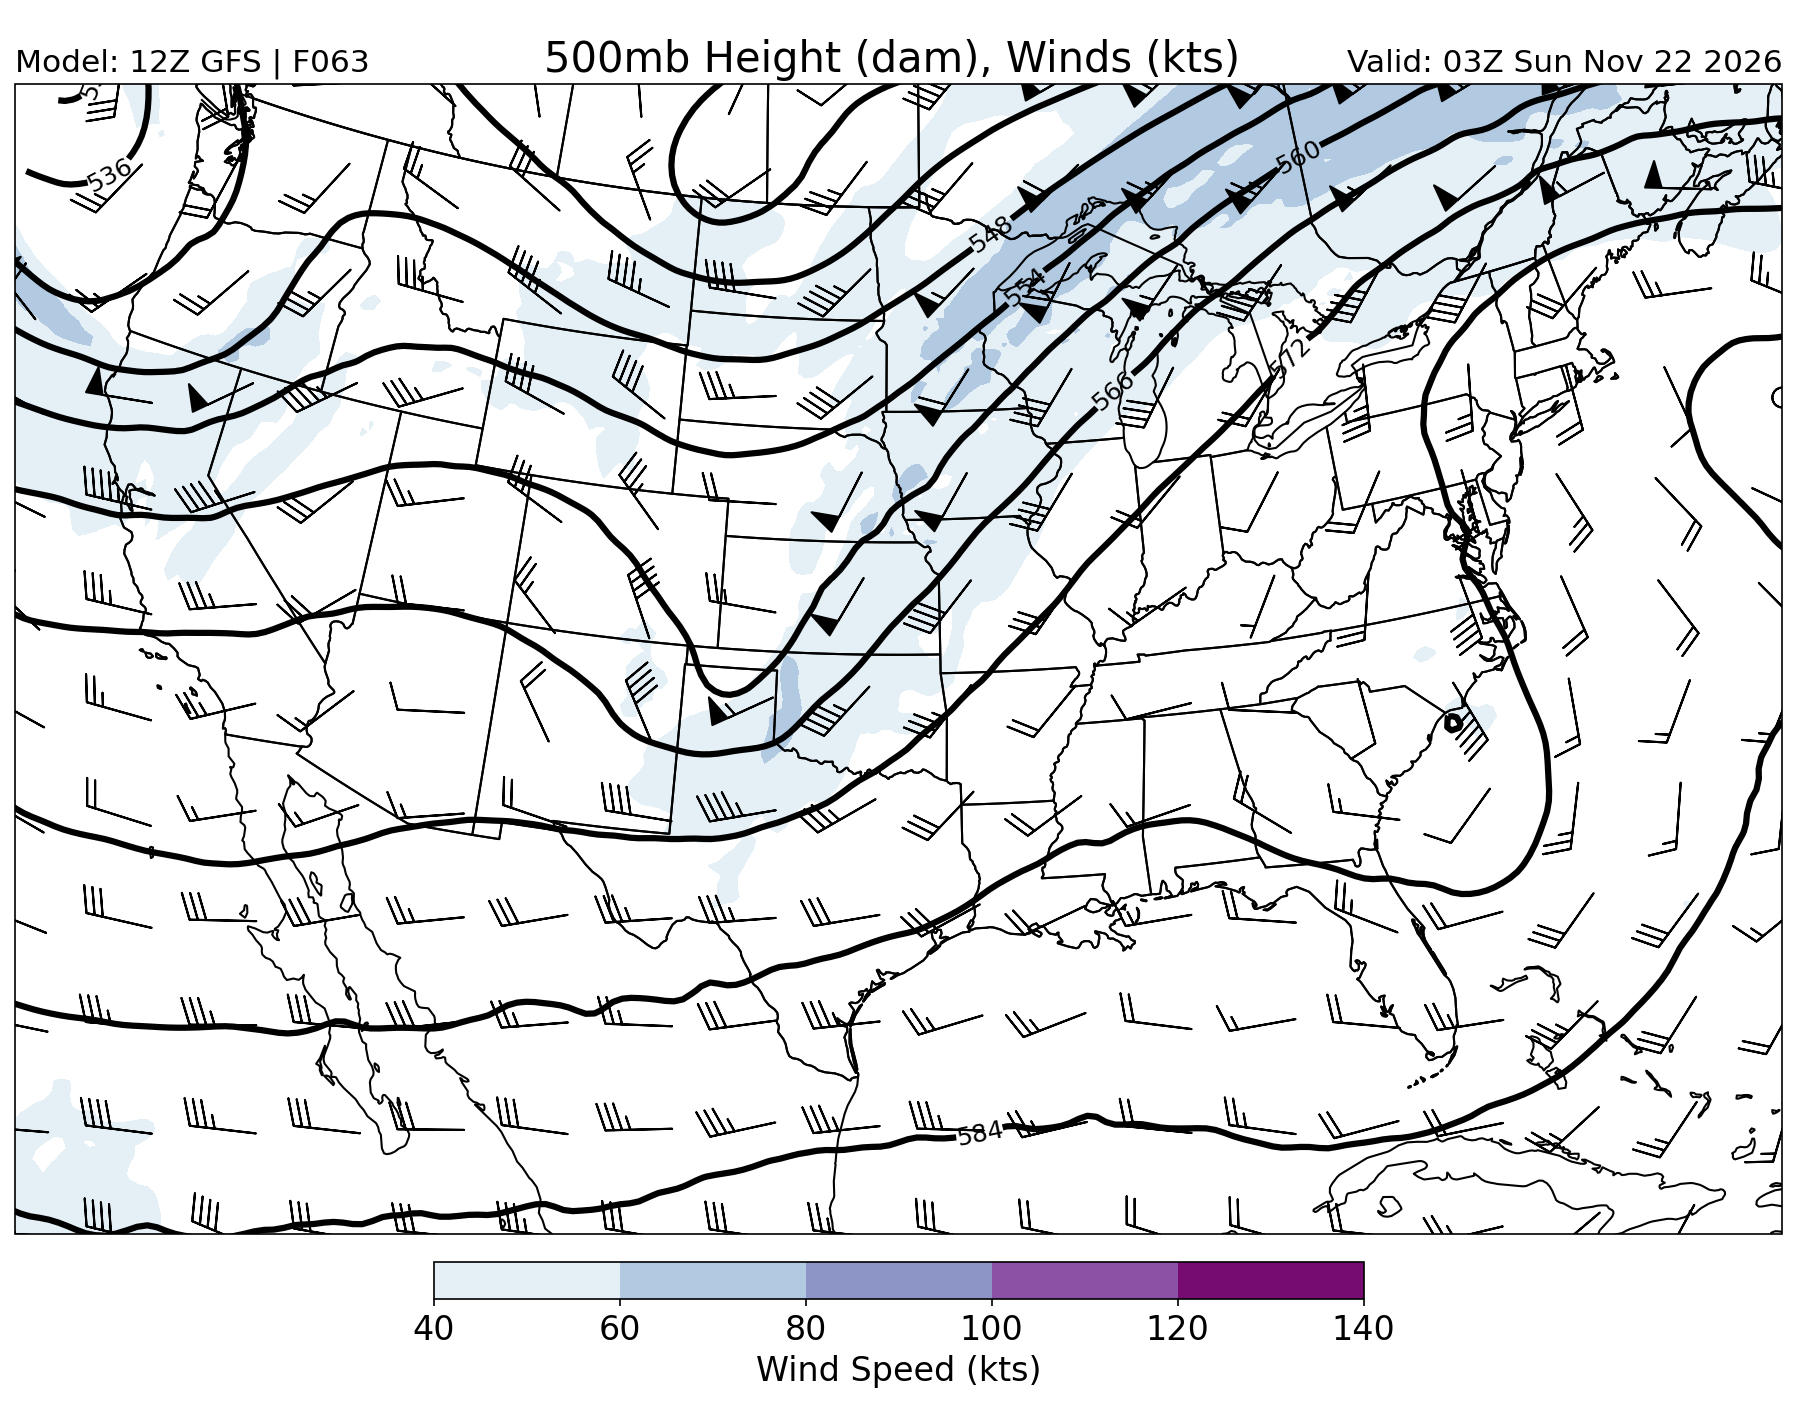 Model: 12Z GFS | F063
500mb Height (dam), Winds (kts)
Valid: 03Z Sun Nov 22 2026
536
560
548
554
572
566
584
40 60 80 100 120 140
Wind Speed (kts)